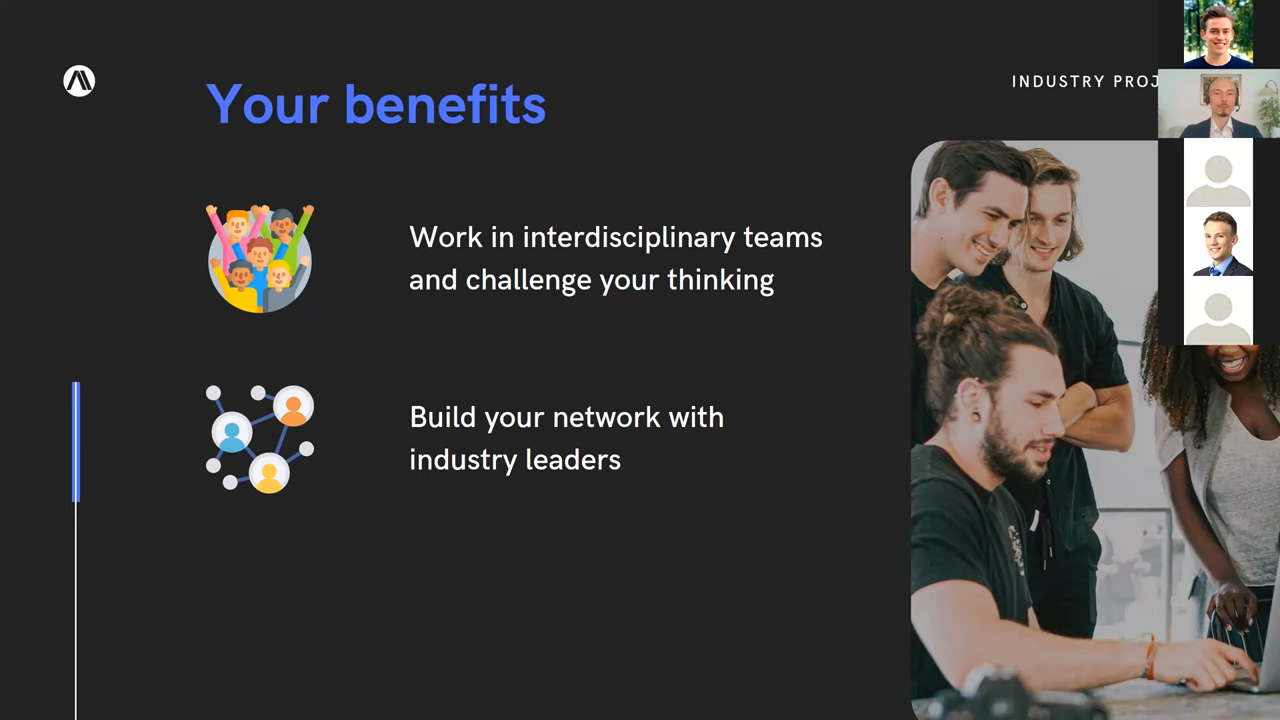 Your benefits
INDUSTRY PROJ
Work in interdisciplinary teams
and challenge your thinking
Build your network with
industry leaders